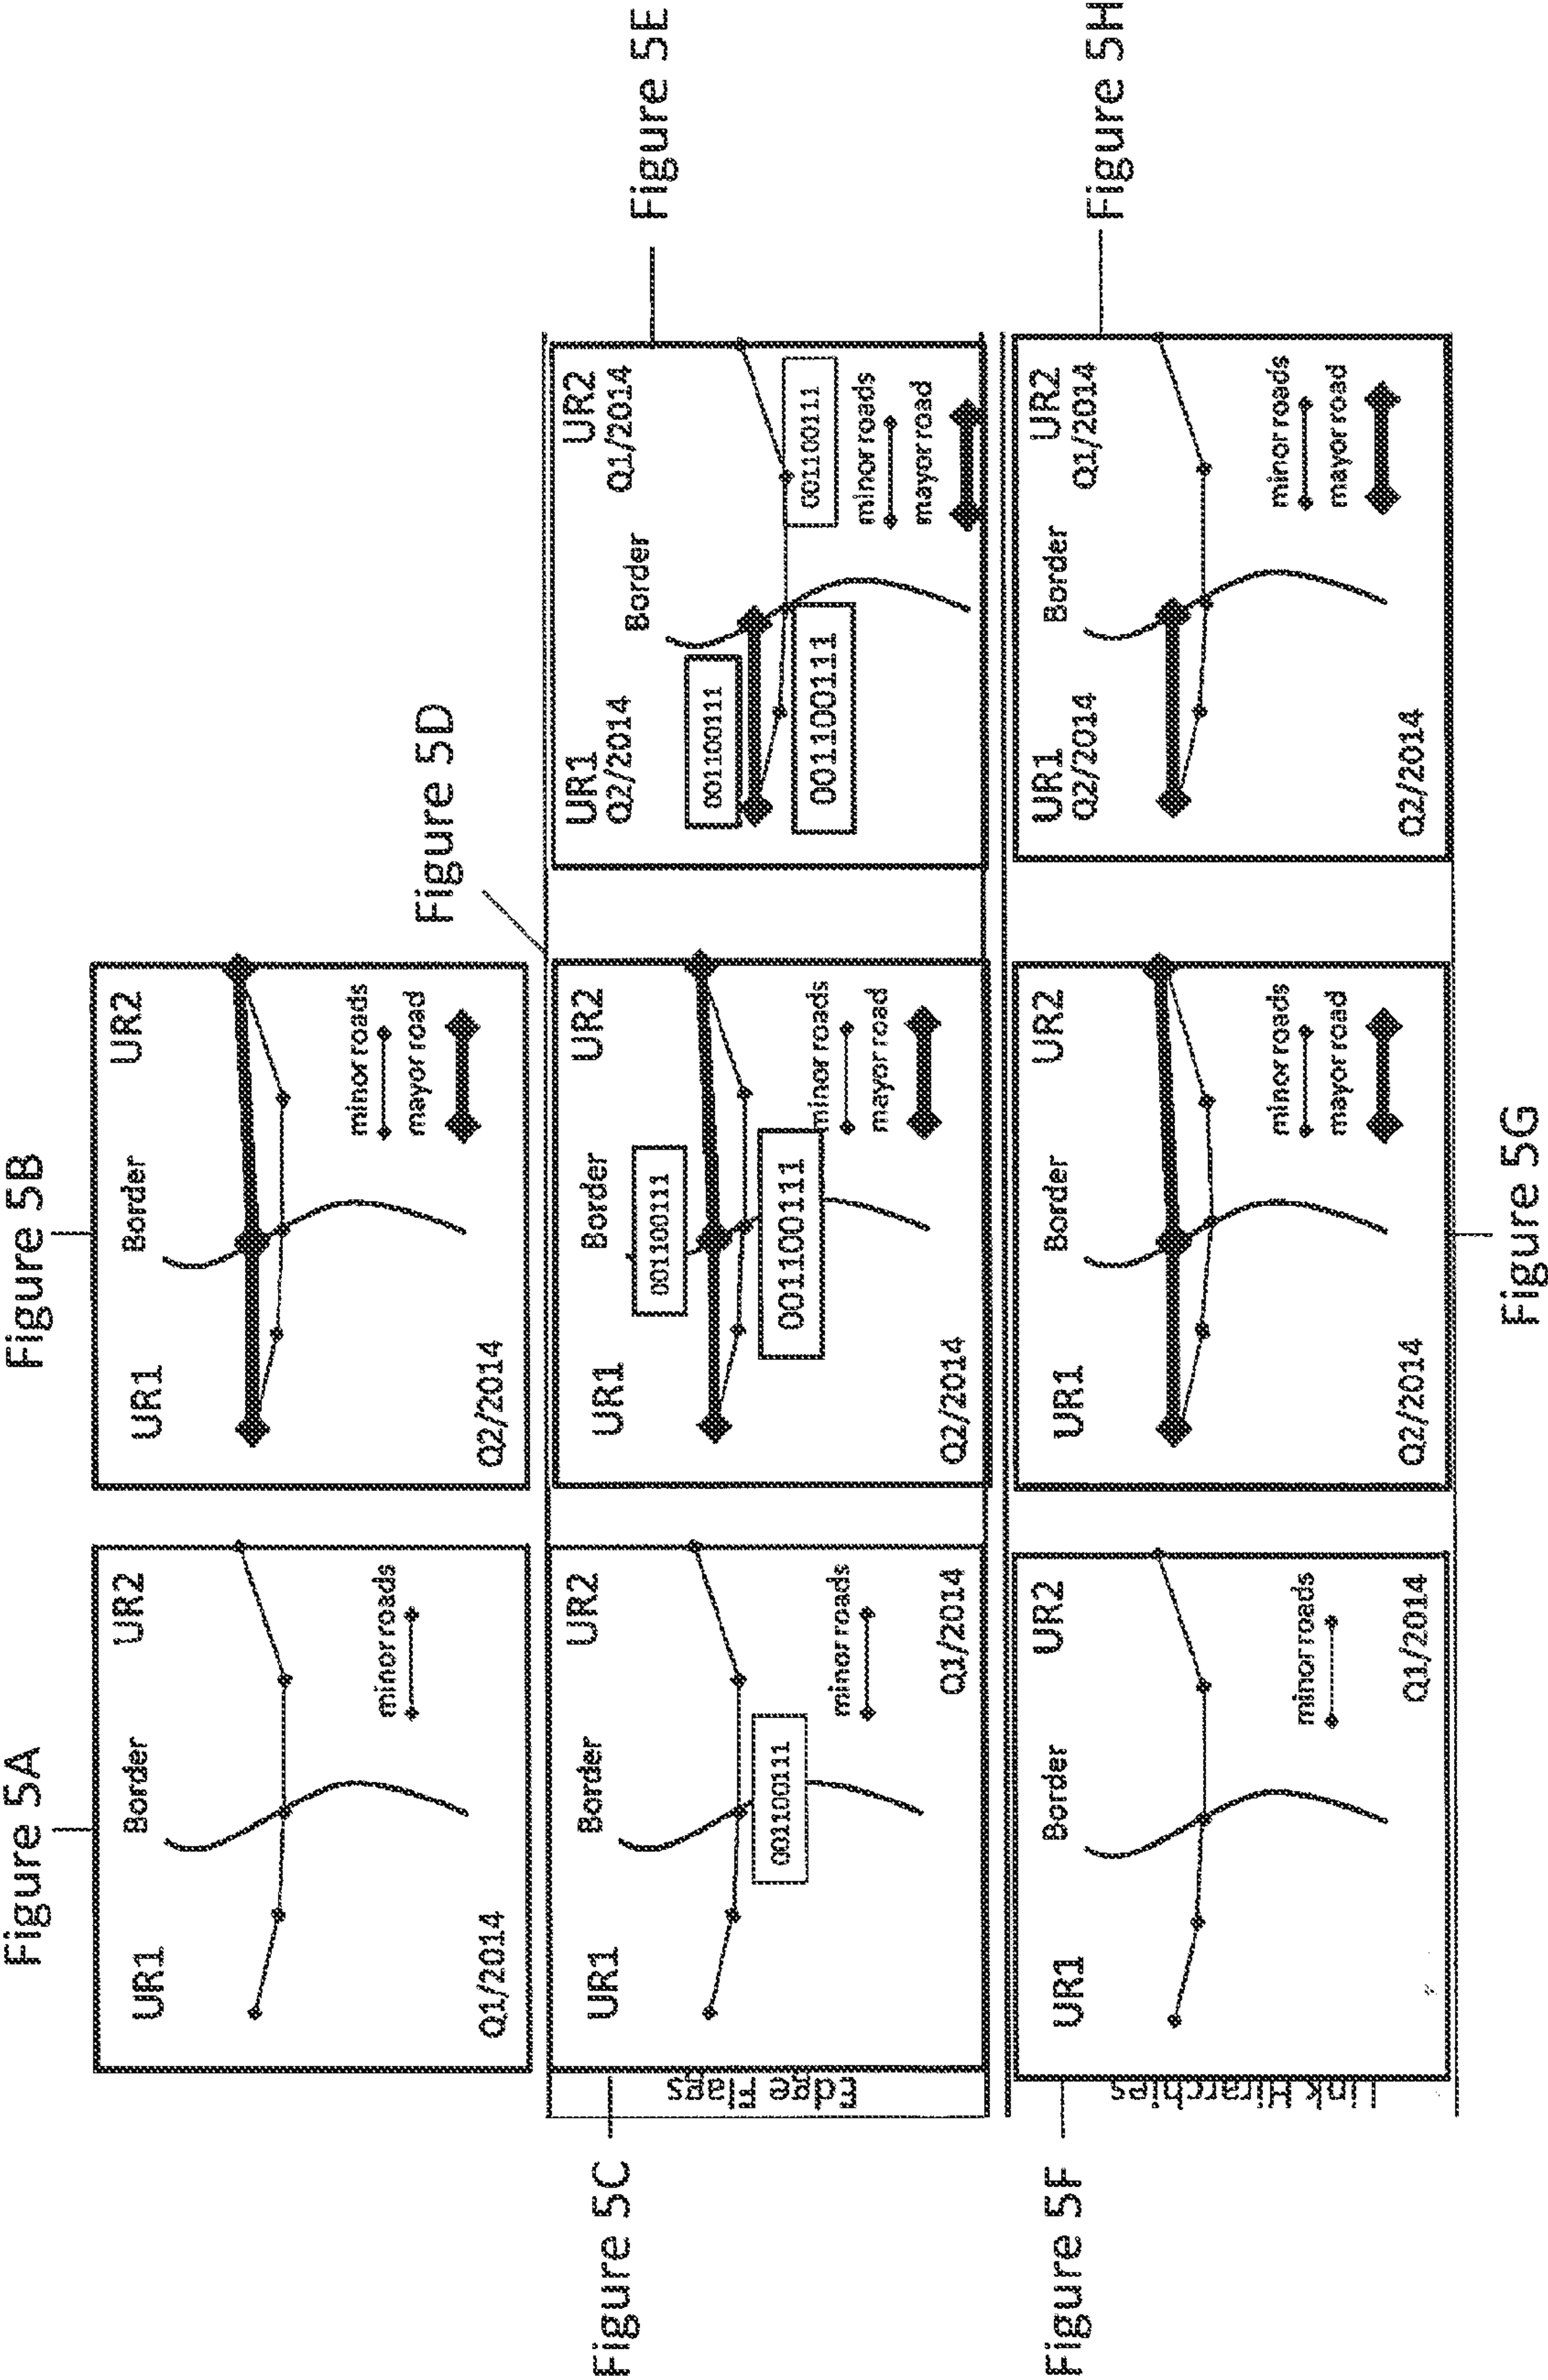 Figure 5A
UR1
Border
UR2
minor roads
Q1/2014
Figure 5B
UR1
Border
UR2
minor roads
mayor road
Q2/2014
Edge Flags
Figure 5C
UR1
Border
UR2
001100111
minor roads
Q1/2014
Figure 5D
UR1
Border
UR2
001100111
001100111
minor roads
mayor road
Q2/2014
Figure 5E
UR1
Q2/2014
Border
UR2
Q1/2014
001100111
001100111
001100111
minor roads
mayor road
Link Hirarchies
Figure 5F
UR1
Border
UR2
minor roads
Q1/2014
Figure 5G
UR1
Border
UR2
minor roads
mayor road
Q2/2014
Figure 5H
UR1
Q2/2014
Border
UR2
Q1/2014
minor roads
mayor road
Q2/2014